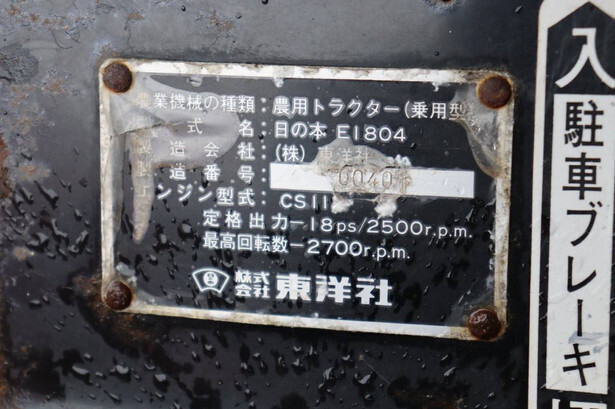 農業機械の種類：農用トラクター（乗用型
式 名：日の本 E1804
造会社：（株）東洋社
造番号： 0040
ンジン型式：CS11
定格出力－18ps/2500r.p.m.
最高回転数－2700r.p.m.
株式会社 東洋社
入 駐車ブレーキ